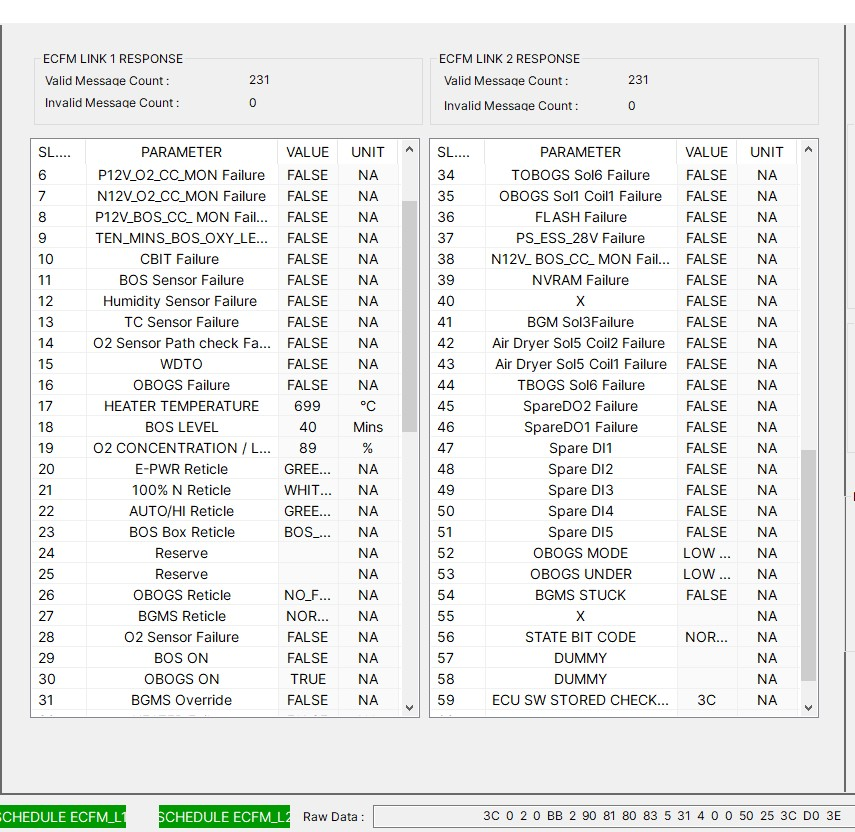 ECFM LINK 1 RESPONSE
Valid Message Count : 231
Invalid Message Count : 0
SL.... PARAMETER VALUE UNIT
6 P12V_O2_CC_MON Failure FALSE NA
7 N12V_O2_CC_MON Failure FALSE NA
8 P12V_BOS_CC_ MON Fail... FALSE NA
9 TEN_MINS_BOS_OXY_LE... FALSE NA
10 CBIT Failure FALSE NA
11 BOS Sensor Failure FALSE NA
12 Humidity Sensor Failure FALSE NA
13 TC Sensor Failure FALSE NA
14 O2 Sensor Path check Fa... FALSE NA
15 WDTO FALSE NA
16 OBOGS Failure FALSE NA
17 HEATER TEMPERATURE 699 °C
18 BOS LEVEL 40 Mins
19 O2 CONCENTRATION / L... 89 %
20 E-PWR Reticle GREE... NA
21 100% N Reticle WHIT... NA
22 AUTO/HI Reticle GREE... NA
23 BOS Box Reticle BOS_... NA
24 Reserve NA
25 Reserve NA
26 OBOGS Reticle NO_F... NA
27 BGMS Reticle NOR... NA
28 O2 Sensor Failure FALSE NA
29 BOS ON FALSE NA
30 OBOGS ON TRUE NA
31 BGMS Override FALSE NA
ECFM LINK 2 RESPONSE
Valid Message Count : 231
Invalid Message Count : 0
SL.... PARAMETER VALUE UNIT
34 TOBOGS Sol6 Failure FALSE NA
35 OBOGS Sol1 Coil1 Failure FALSE NA
36 FLASH Failure FALSE NA
37 PS_ESS_28V Failure FALSE NA
38 N12V_ BOS_CC_ MON Fail... FALSE NA
39 NVRAM Failure FALSE NA
40 X FALSE NA
41 BGM Sol3Failure FALSE NA
42 Air Dryer Sol5 Coil2 Failure FALSE NA
43 Air Dryer Sol5 Coil1 Failure FALSE NA
44 TBOGS Sol6 Failure FALSE NA
45 SpareDO2 Failure FALSE NA
46 SpareDO1 Failure FALSE NA
47 Spare DI1 FALSE NA
48 Spare DI2 FALSE NA
49 Spare DI3 FALSE NA
50 Spare DI4 FALSE NA
51 Spare DI5 FALSE NA
52 OBOGS MODE LOW ... NA
53 OBOGS UNDER LOW ... NA
54 BGMS STUCK FALSE NA
55 X NA
56 STATE BIT CODE NOR... NA
57 DUMMY NA
58 DUMMY NA
59 ECU SW STORED CHECK... 3C NA
SCHEDULE ECFM_L1 SCHEDULE ECFM_L2 Raw Data : 3C 0 2 0 BB 2 90 81 80 83 5 31 4 0 0 50 25 3C D0 3E